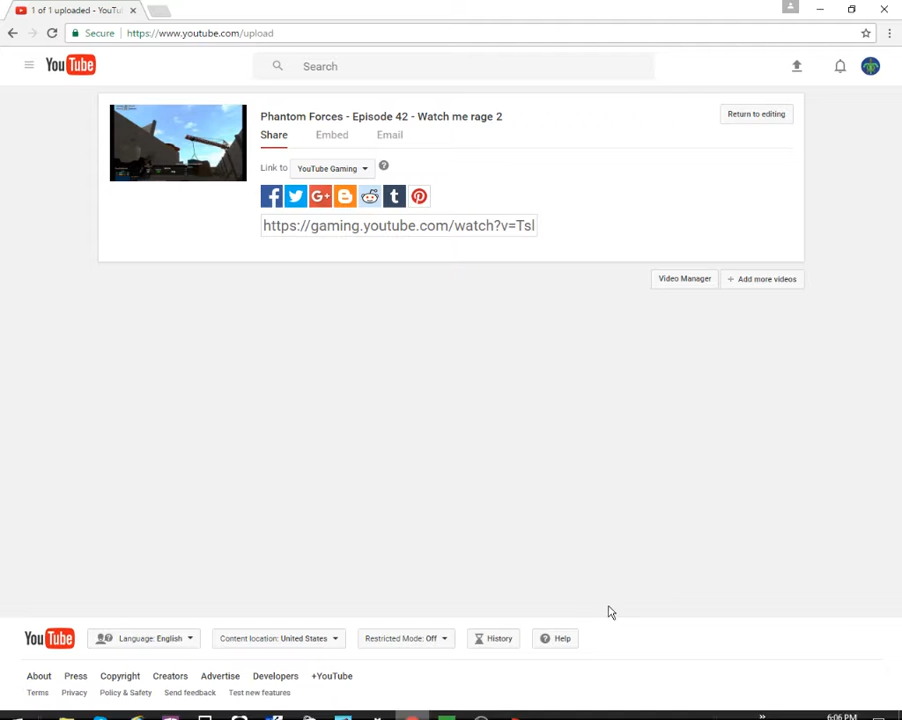 1 of 1 uploaded - YouTu
Secure https://www.youtube.com/upload
YouTube Search
Phantom Forces - Episode 42 - Watch me rage 2
Return to editing
Share Embed Email
Link to YouTube Gaming
https://gaming.youtube.com/watch?v=Tsl
Video Manager + Add more videos
YouTube Language: English Content location: United States Restricted Mode: Off History Help
About Press Copyright Creators Advertise Developers +YouTube
Terms Privacy Policy & Safety Send feedback Test new features
6:06 PM